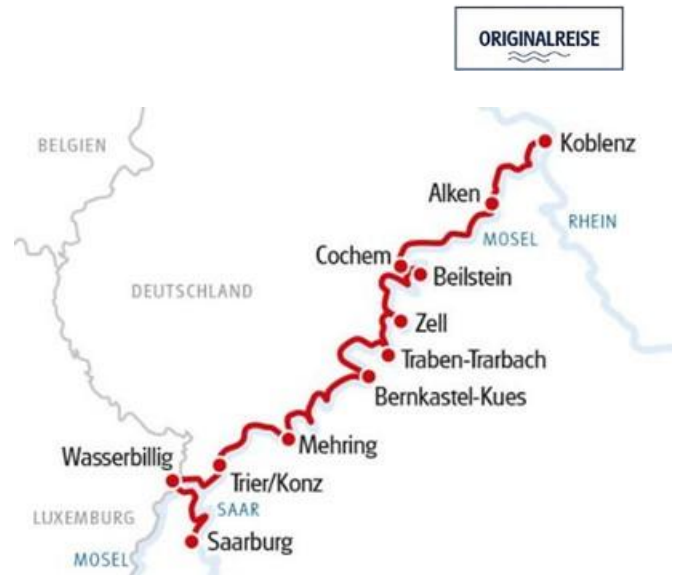 ORIGINALREISE
BELGIEN
Koblenz
Alken
RHEIN
MOSEL
Cochem
Beilstein
DEUTSCHLAND
Zell
Traben-Trarbach
Bernkastel-Kues
Mehring
Wasserbillig
Trier/Konz
SAAR
LUXEMBURG
Saarburg
MOSEL